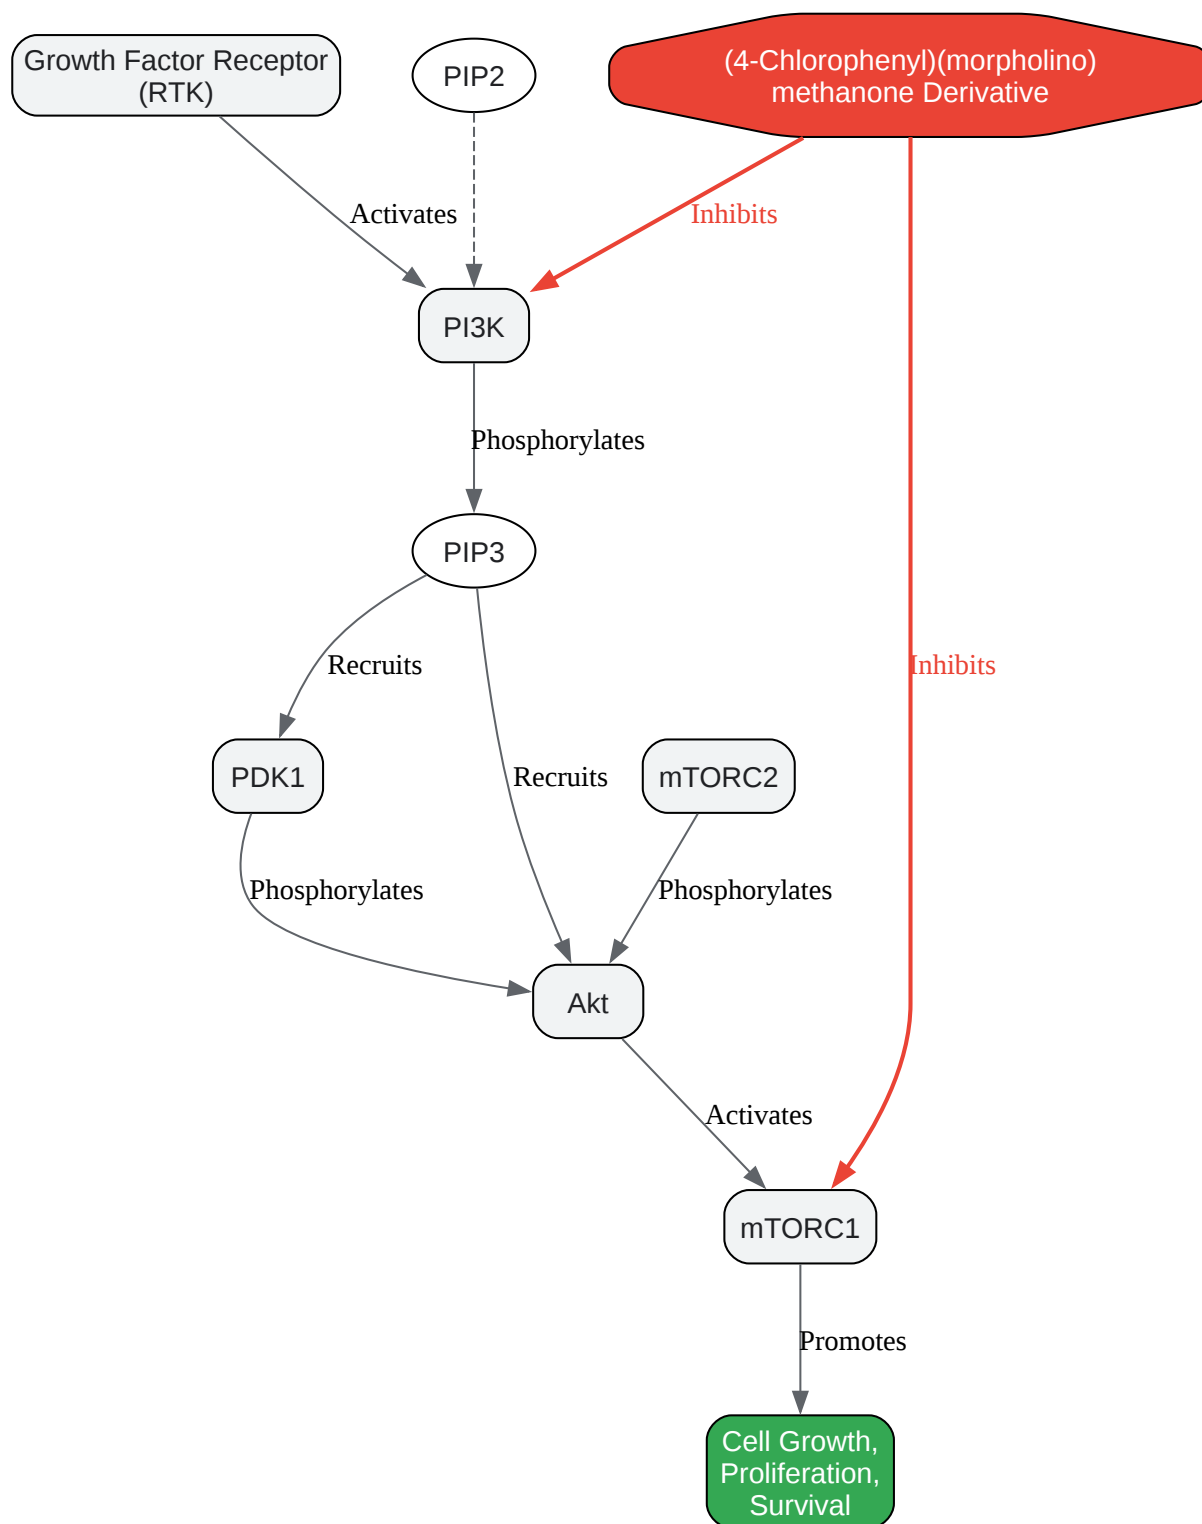 Growth Factor Receptor
(RTK)
PIP2
(4-Chlorophenyl)(morpholino)
methanone Derivative
Activates
Inhibits
PI3K
Phosphorylates
PIP3
Recruits
Inhibits
PDK1
Recruits
mTORC2
Phosphorylates
Phosphorylates
Akt
Activates
mTORC1
Promotes
Cell Growth,
Proliferation,
Survival